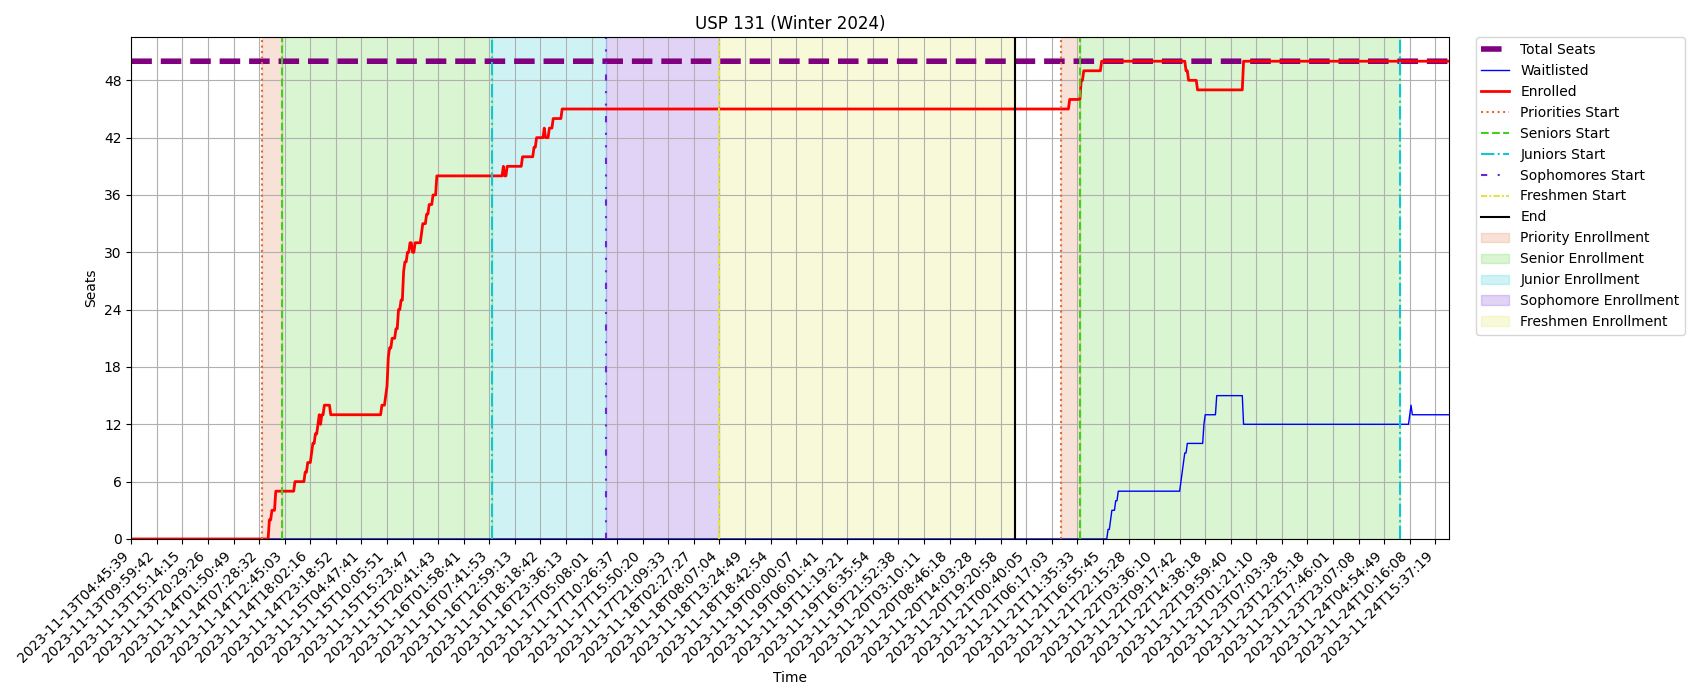 USP 131 (Winter 2024)
Total Seats
Waitlisted
Enrolled
Priorities Start
Seniors Start
Juniors Start
Sophomores Start
Freshmen Start
End
Priority Enrollment
Senior Enrollment
Junior Enrollment
Sophomore Enrollment
Freshmen Enrollment
Seats
48
42
36
30
24
18
12
6
0
2023-11-13T04:45:39
2023-11-13T09:59:42
2023-11-13T15:14:15
2023-11-13T20:29:26
2023-11-14T01:50:49
2023-11-14T07:28:32
2023-11-14T12:45:03
2023-11-14T18:02:16
2023-11-14T23:18:52
2023-11-15T04:47:41
2023-11-15T10:05:51
2023-11-15T15:23:47
2023-11-15T20:41:43
2023-11-16T01:58:41
2023-11-16T07:41:53
2023-11-16T12:59:13
2023-11-16T18:18:42
2023-11-16T23:36:13
2023-11-17T05:08:01
2023-11-17T10:26:37
2023-11-17T15:50:20
2023-11-17T21:09:33
2023-11-18T02:27:27
2023-11-18T08:07:04
2023-11-18T13:24:49
2023-11-18T18:42:54
2023-11-19T00:00:07
2023-11-19T06:01:41
2023-11-19T11:19:21
2023-11-19T16:35:54
2023-11-19T21:52:38
2023-11-20T03:10:11
2023-11-20T08:46:18
2023-11-20T14:03:28
2023-11-20T19:20:58
2023-11-21T00:40:05
2023-11-21T06:17:03
2023-11-21T11:35:33
2023-11-21T16:55:45
2023-11-21T22:15:28
2023-11-22T03:36:10
2023-11-22T09:17:42
2023-11-22T14:38:18
2023-11-22T19:59:40
2023-11-23T01:21:10
2023-11-23T07:03:38
2023-11-23T12:25:18
2023-11-23T17:46:01
2023-11-23T23:07:08
2023-11-24T04:54:49
2023-11-24T10:16:08
2023-11-24T15:37:19
Time